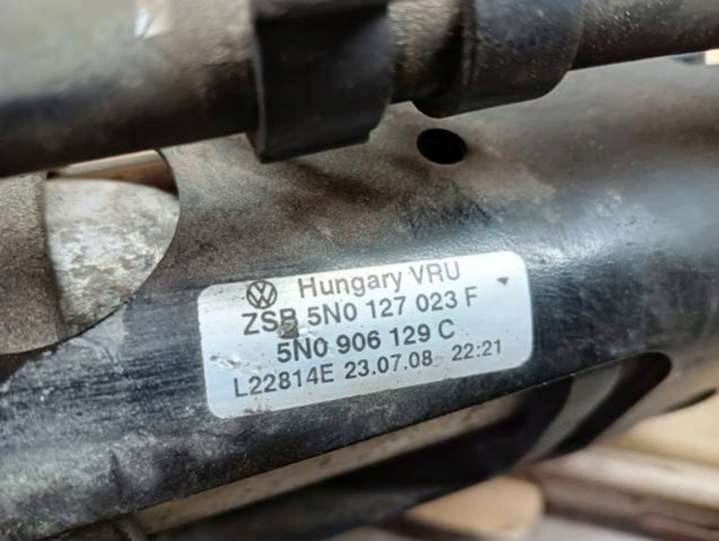 Hungary VRU
ZSB 5N0 127 023 F
5N0 906 129 C
L22814E 23.07.08 22:21